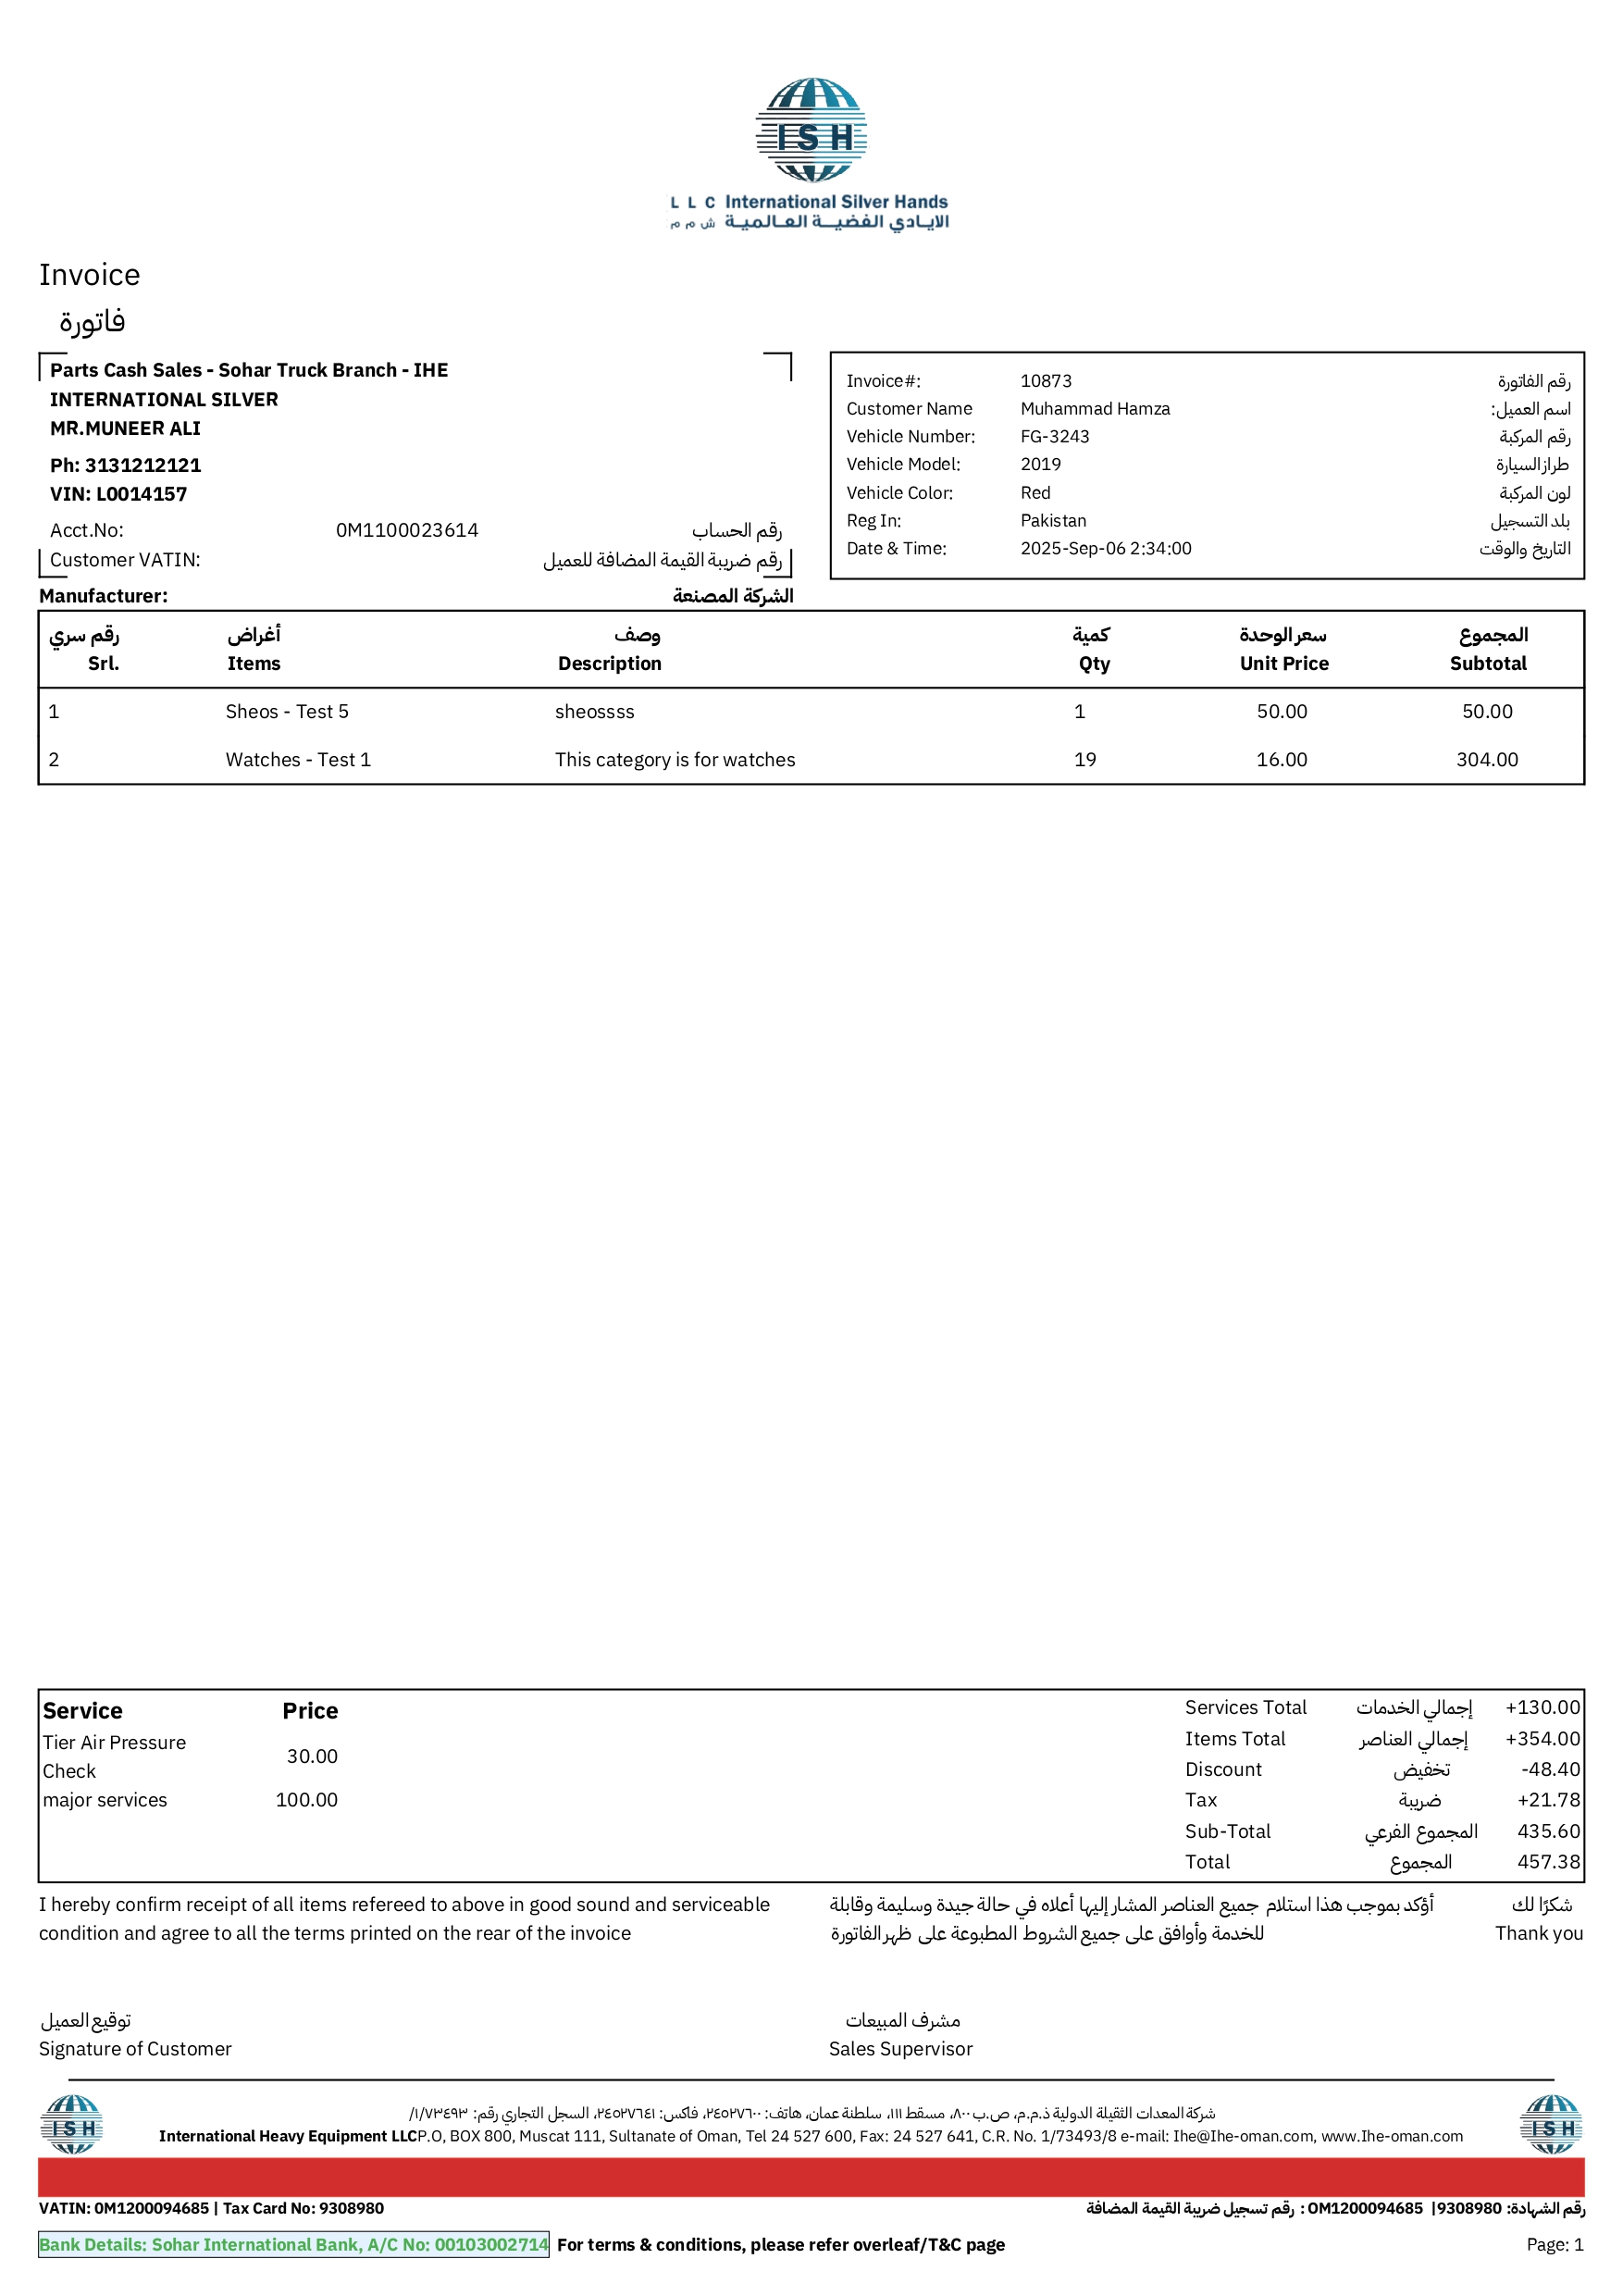 ISH
L L C International Silver Hands
الايادي الفضيـــة العـالميـة ش م م
Invoice
فاتورة
Parts Cash Sales - Sohar Truck Branch - IHE
INTERNATIONAL SILVER
MR.MUNEER ALI
Ph: 3131212121
VIN: L0014157
Acct.No: 0M1100023614 رقم الحساب
Customer VATIN: رقم ضريبة القيمة المضافة للعميل
Invoice#: 10873 رقم الفاتورة
Customer Name Muhammad Hamza اسم العميل:
Vehicle Number: FG-3243 رقم المركبة
Vehicle Model: 2019 طراز السيارة
Vehicle Color: Red لون المركبة
Reg In: Pakistan بلد التسجيل
Date & Time: 2025-Sep-06 2:34:00 التاريخ والوقت
Manufacturer: الشركة المصنعة
رقم سري أغراض وصف كمية سعر الوحدة المجموع
Srl. Items Description Qty Unit Price Subtotal
1 Sheos - Test 5 sheossss 1 50.00 50.00
2 Watches - Test 1 This category is for watches 19 16.00 304.00
Service Price
Tier Air Pressure
Check 30.00
major services 100.00
Services Total إجمالي الخدمات +130.00
Items Total إجمالي العناصر +354.00
Discount تخفيض -48.40
Tax ضريبة +21.78
Sub-Total المجموع الفرعي 435.60
Total المجموع 457.38
I hereby confirm receipt of all items refereed to above in good sound and serviceable
condition and agree to all the terms printed on the rear of the invoice
أؤكد بموجب هذا استلام جميع العناصر المشار إليها أعلاه في حالة جيدة وسليمة وقابلة
للخدمة وأوافق على جميع الشروط المطبوعة على ظهر الفاتورة
شكرًا لك
Thank you
توقيع العميل
Signature of Customer
مشرف المبيعات
Sales Supervisor
ISH
شركة المعدات الثقيلة الدولية ذ.م.م، ص.ب ٨٠٠، مسقط ١١١، سلطنة عمان، هاتف: ٢٤٥٢٧٦٠٠، فاكس: ٢٤٥٢٧٦٤١، السجل التجاري رقم: ١/٧٣٤٩٣/
International Heavy Equipment LLCP.O, BOX 800, Muscat 111, Sultanate of Oman, Tel 24 527 600, Fax: 24 527 641, C.R. No. 1/73493/8 e-mail: Ihe@Ihe-oman.com, www.Ihe-oman.com
ISH
VATIN: 0M1200094685 | Tax Card No: 9308980
رقم الشهادة: 9308980| 0M1200094685 : رقم تسجيل ضريبة القيمة المضافة
Bank Details: Sohar International Bank, A/C No: 00103002714 For terms & conditions, please refer overleaf/T&C page
Page: 1